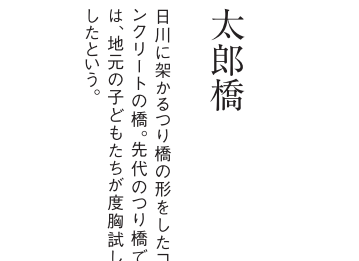 太郎橋
日川に架かるつり橋の形をしたコ
ンクリートの橋。先代のつり橋で
は、地元の子どもたちが度胸試し
したという。